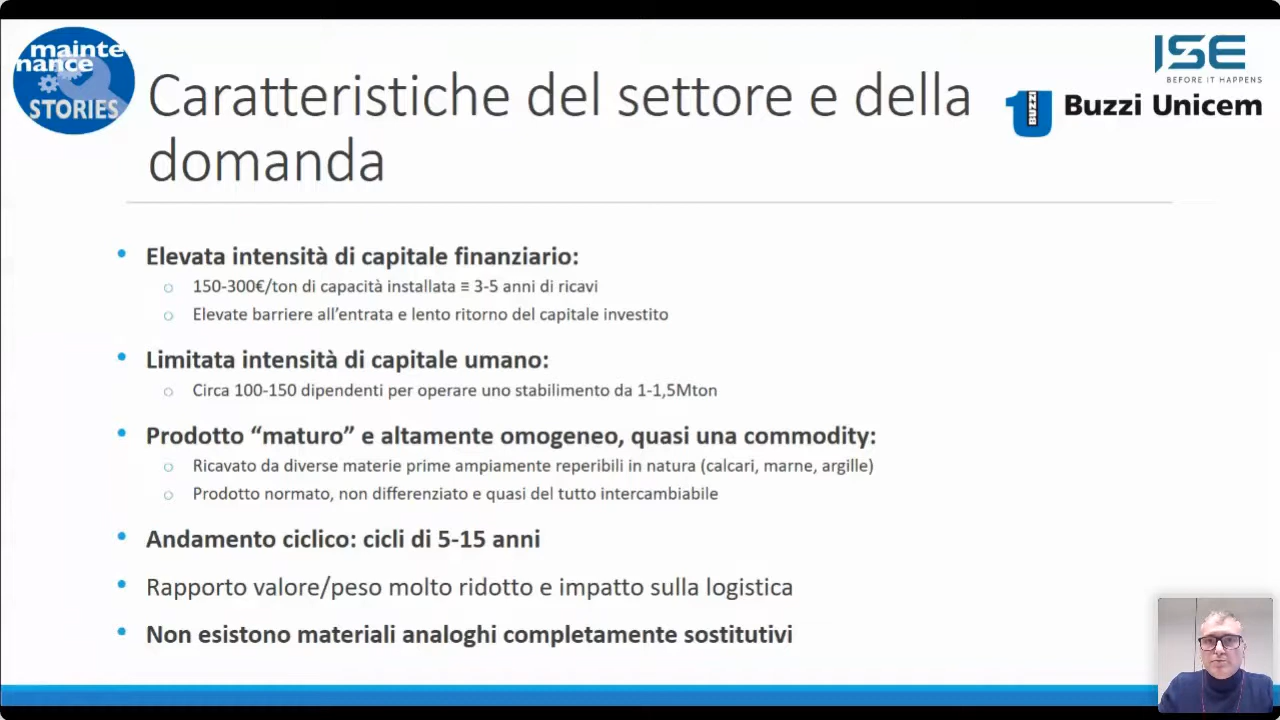 mainte
nance
STORIES
ISE
BEFORE IT HAPPENS
BUZZI
Buzzi Unicem
Caratteristiche del settore e della
domanda
• Elevata intensità di capitale finanziario:
○ 150-300€/ton di capacità installata ≡ 3-5 anni di ricavi
○ Elevate barriere all’entrata e lento ritorno del capitale investito
• Limitata intensità di capitale umano:
○ Circa 100-150 dipendenti per operare uno stabilimento da 1-1,5Mton
• Prodotto “maturo” e altamente omogeneo, quasi una commodity:
○ Ricavato da diverse materie prime ampiamente reperibili in natura (calcari, marne, argille)
○ Prodotto normato, non differenziato e quasi del tutto intercambiabile
• Andamento ciclico: cicli di 5-15 anni
• Rapporto valore/peso molto ridotto e impatto sulla logistica
• Non esistono materiali analoghi completamente sostitutivi